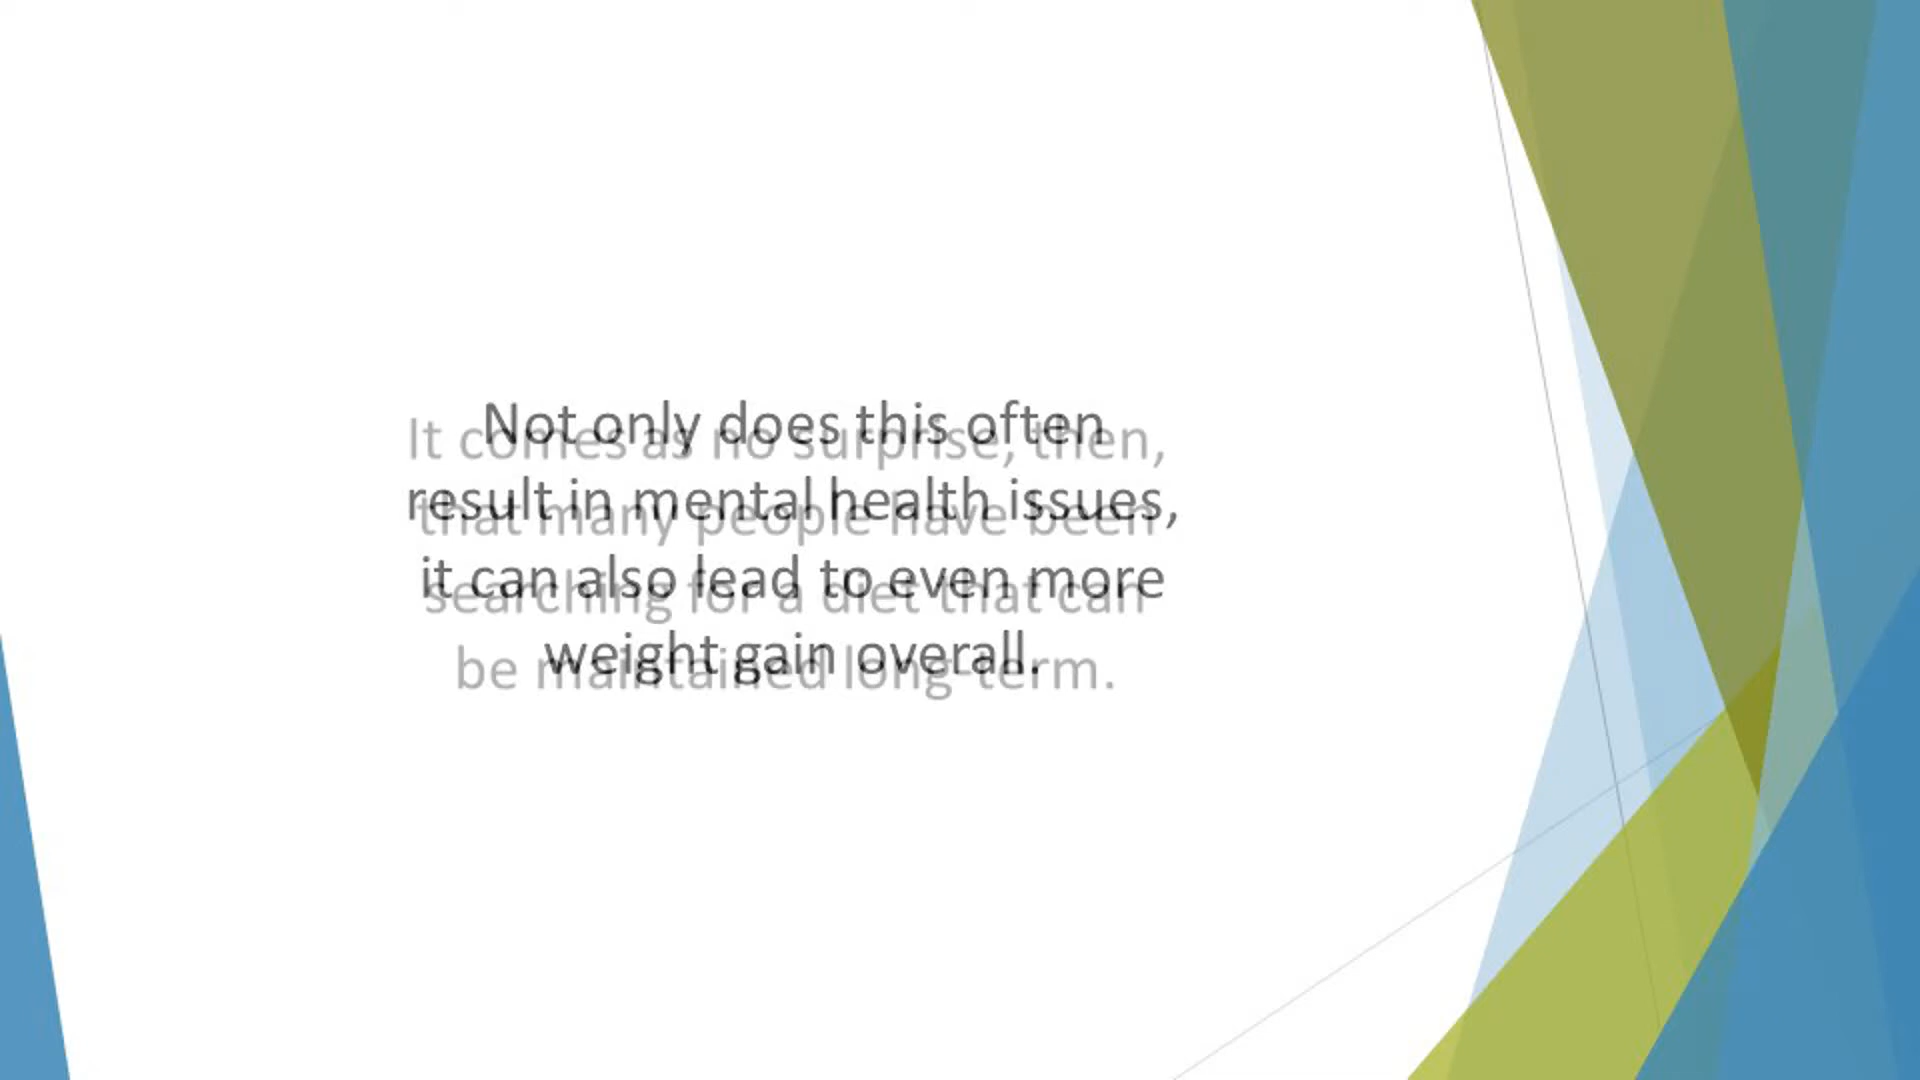 Not only does this often
result in mental health issues,
it can also lead to even more
weight gain overall.
It comes as no surprise, then,
that many people have been
searching for a diet that can
be maintained long-term.